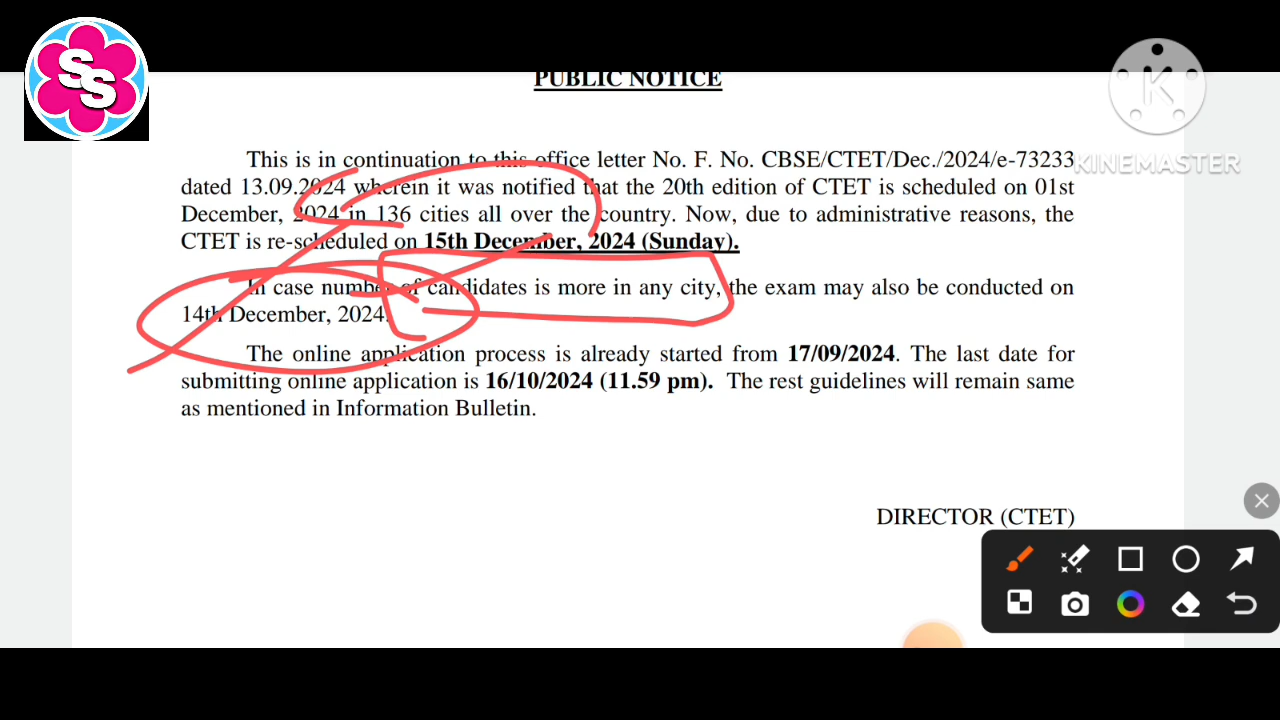 SS
PUBLIC NOTICE
KINEMASTER
This is in continuation to this office letter No. F. No. CBSE/CTET/Dec./2024/e-73233
dated 13.09.2024 wherein it was notified that the 20th edition of CTET is scheduled on 01st
December, 2024 in 136 cities all over the country. Now, due to administrative reasons, the
CTET is re-scheduled on 15th December, 2024 (Sunday).
In case number of candidates is more in any city, the exam may also be conducted on
14th December, 2024.
The online application process is already started from 17/09/2024. The last date for
submitting online application is 16/10/2024 (11.59 pm). The rest guidelines will remain same
as mentioned in Information Bulletin.
DIRECTOR (CTET)